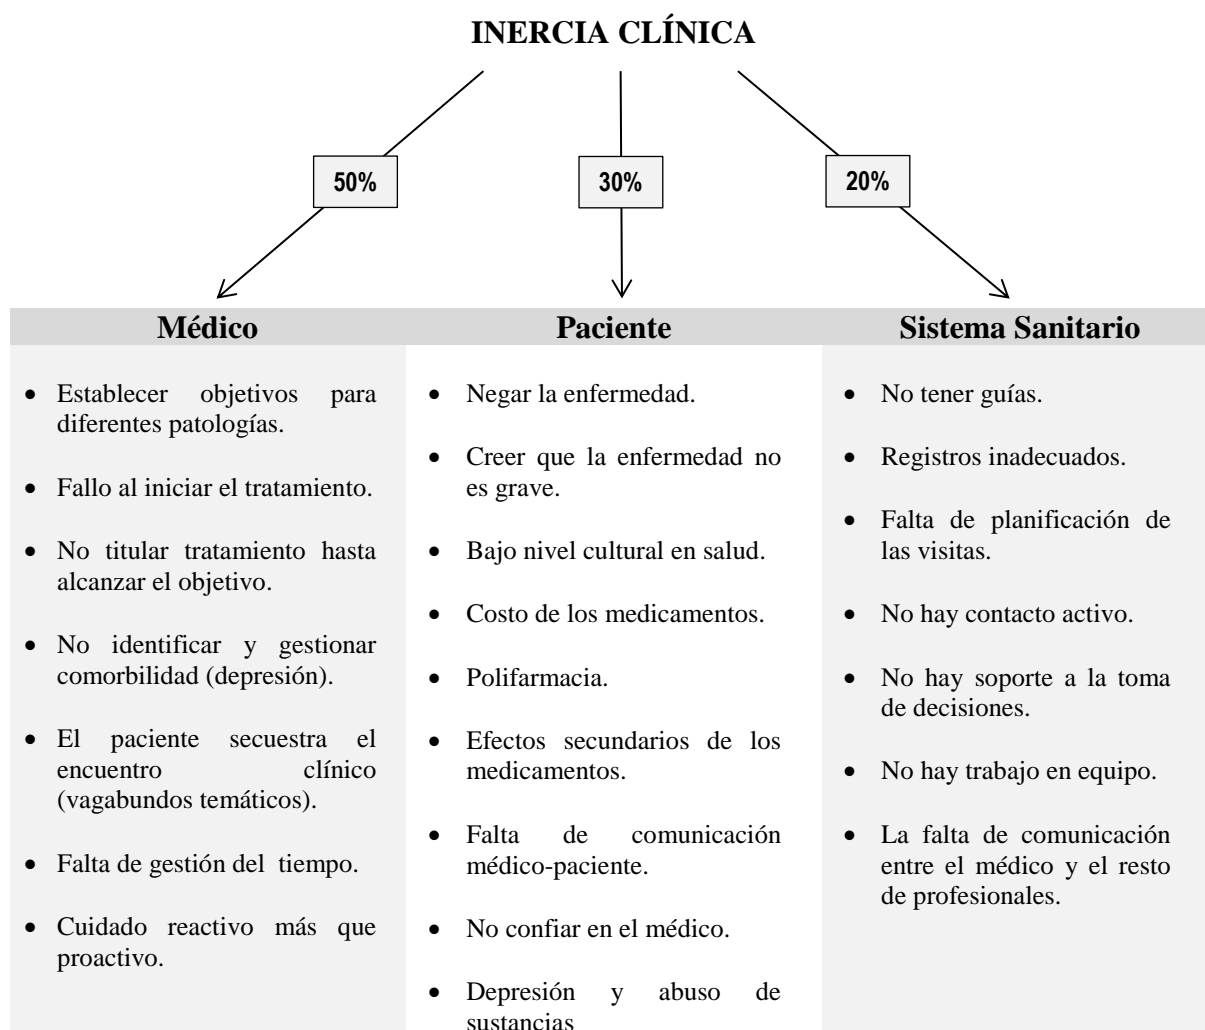 INERCIA CLÍNICA
50%
30%
20%
Médico
Paciente
Sistema Sanitario
• Establecer objetivos para
diferentes patologías.
• Fallo al iniciar el tratamiento.
• No titular tratamiento hasta
alcanzar el objetivo.
• No identificar y gestionar
comorbilidad (depresión).
• El paciente secuestra el
encuentro clínico
(vagabundos temáticos).
• Falta de gestión del tiempo.
• Cuidado reactivo más que
proactivo.
• Negar la enfermedad.
• Creer que la enfermedad no
es grave.
• Bajo nivel cultural en salud.
• Costo de los medicamentos.
• Polifarmacia.
• Efectos secundarios de los
medicamentos.
• Falta de comunicación
médico-paciente.
• No confiar en el médico.
• Depresión y abuso de
sustancias
• No tener guías.
• Registros inadecuados.
• Falta de planificación de
las visitas.
• No hay contacto activo.
• No hay soporte a la toma
de decisiones.
• No hay trabajo en equipo.
• La falta de comunicación
entre el médico y el resto
de profesionales.